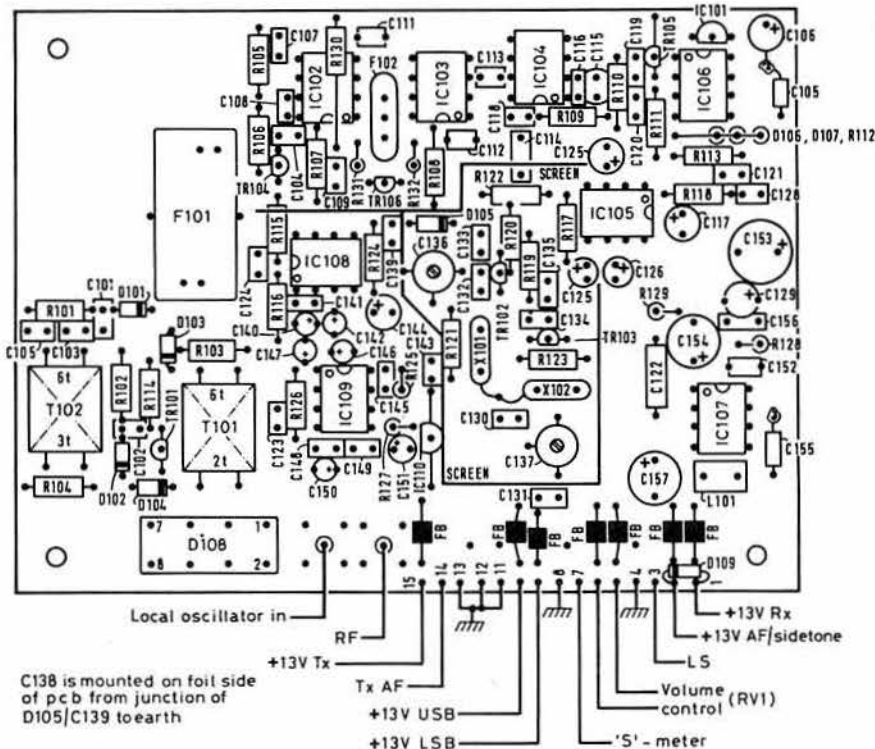 C107
R130
C111
C119
TR105
IC101
C106
R105
IC102
F102
IC103
C113
IC104
C116
C115
R110
IC106
C105
C108
C118
R109
R111
R106
C104
R107
C109
R131
TR106
R132
R108
C112
C114
C125
SCREEN
C120
D106, D107, R112
R113
C121
TR104
F101
R122
R118
C128
R115
IC108
R124
C139
C136
D105
C133
R120
R119
C135
R117
IC105
C117
C153
C124
C101
D101
R101
R116
C141
C132
TR102
C125
C126
R129
C129
C105
C103
D103
C140
C142
C144
C134
TR103
C156
R103
C147
C146
C143
R121
X101
R123
C154
R128
C152
R102
R114
6t
T102
3t
6t
T101
2t
R126
IC109
R125
C145
X102
C122
IC107
C102
TR101
C123
C130
C148
C149
R127
C151
IC110
C137
C155
D102
D104
C150
SCREEN
C157
L101
R104
C131
7
1
D108
8
2
FB
FB
FB
FB
FB
FB
FB
D109
15
14
13
12
11
8
7
4
3
1
Local oscillator in
RF
+13V Tx
Tx AF
+13V USB
+13V LSB
+13V Rx
+13V AF/sidetone
LS
Volume
control (RV1)
'S'-meter
C138 is mounted on foil side
of pcb from junction of
D105/C139 to earth